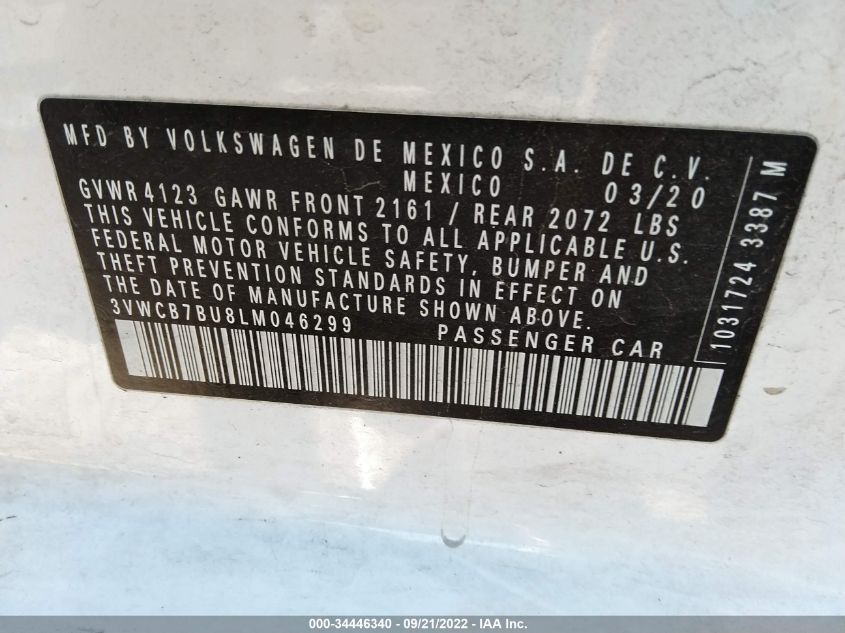 MFD BY VOLKSWAGEN DE MEXICO S.A. DE C.V.
MEXICO 03/20
GVWR 4123 GAWR FRONT 2161 / REAR 2072 LBS
THIS VEHICLE CONFORMS TO ALL APPLICABLE U.S.
FEDERAL MOTOR VEHICLE SAFETY, BUMPER AND
THEFT PREVENTION STANDARDS IN EFFECT ON
THE DATE OF MANUFACTURE SHOWN ABOVE.
3VWCB7BU8LM046299 PASSENGER CAR
1031724 3387 M
000-34446340 - 09/21/2022 - IAA Inc.